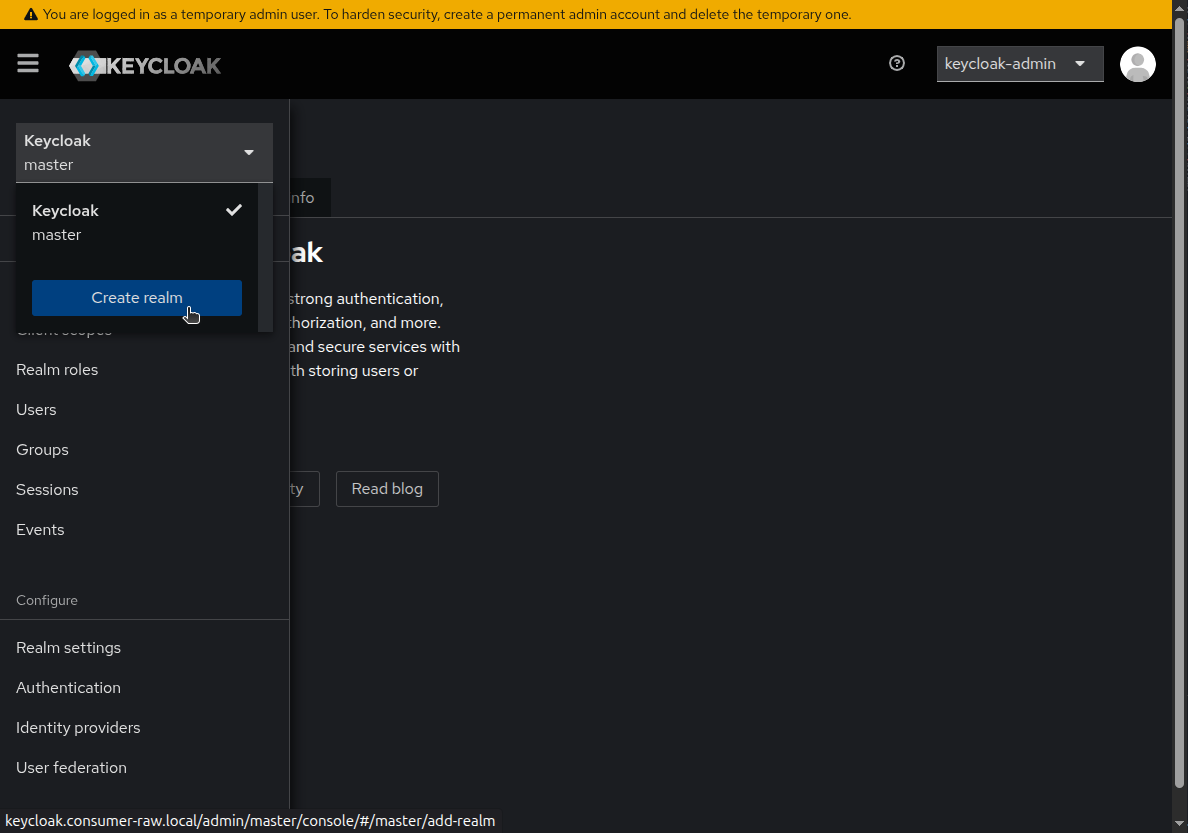 You are logged in as a temporary admin user. To harden security, create a permanent admin account and delete the temporary one.
KEYCLOAK
keycloak-admin
Keycloak
master
Keycloak
master
Create realm
nfo
ak
strong authentication,
horization, and more.
and secure services with
th storing users or
Client scopes
Realm roles
Users
Groups
Sessions
Events
ty
Read blog
Configure
Realm settings
Authentication
Identity providers
User federation
keycloak.consumer-raw.local/admin/master/console/#/master/add-realm